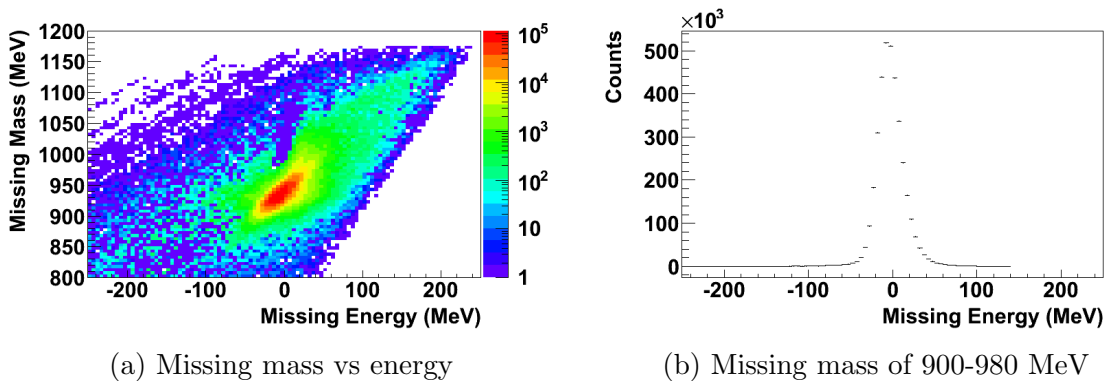 1200
1150
1100
1050
1000
950
900
850
800
Missing Mass (MeV)
-200 -100 0 100 200
Missing Energy (MeV)
10^5
10^4
10^3
10^2
10
1
(a) Missing mass vs energy
×10^3
500
400
300
200
100
0
Counts
-200 -100 0 100 200
Missing Energy (MeV)
(b) Missing mass of 900-980 MeV